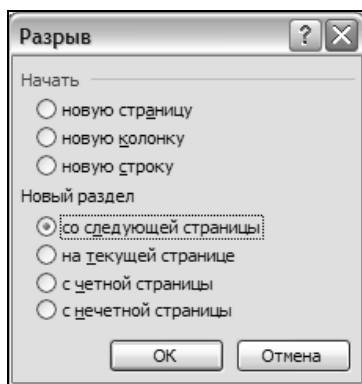 Разрыв
Начать
новую страницу
новую колонку
новую строку
Новый раздел
со следующей страницы
на текущей странице
с четной страницы
с нечетной страницы
ОК Отмена